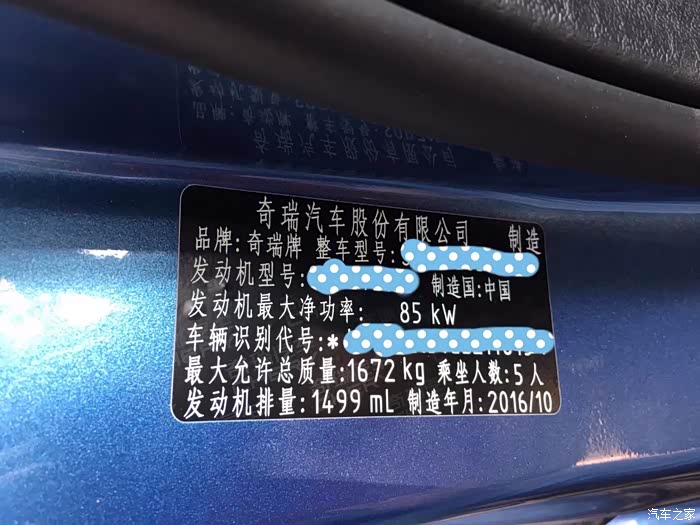 奇瑞汽车股份有限公司 制造
品牌:奇瑞牌 整车型号:
发动机型号: 制造国:中国
发动机最大净功率: 85 kW
车辆识别代号:*
最大允许总质量:1672 kg 乘坐人数:5人
发动机排量:1499 mL 制造年月:2016/10
汽车之家